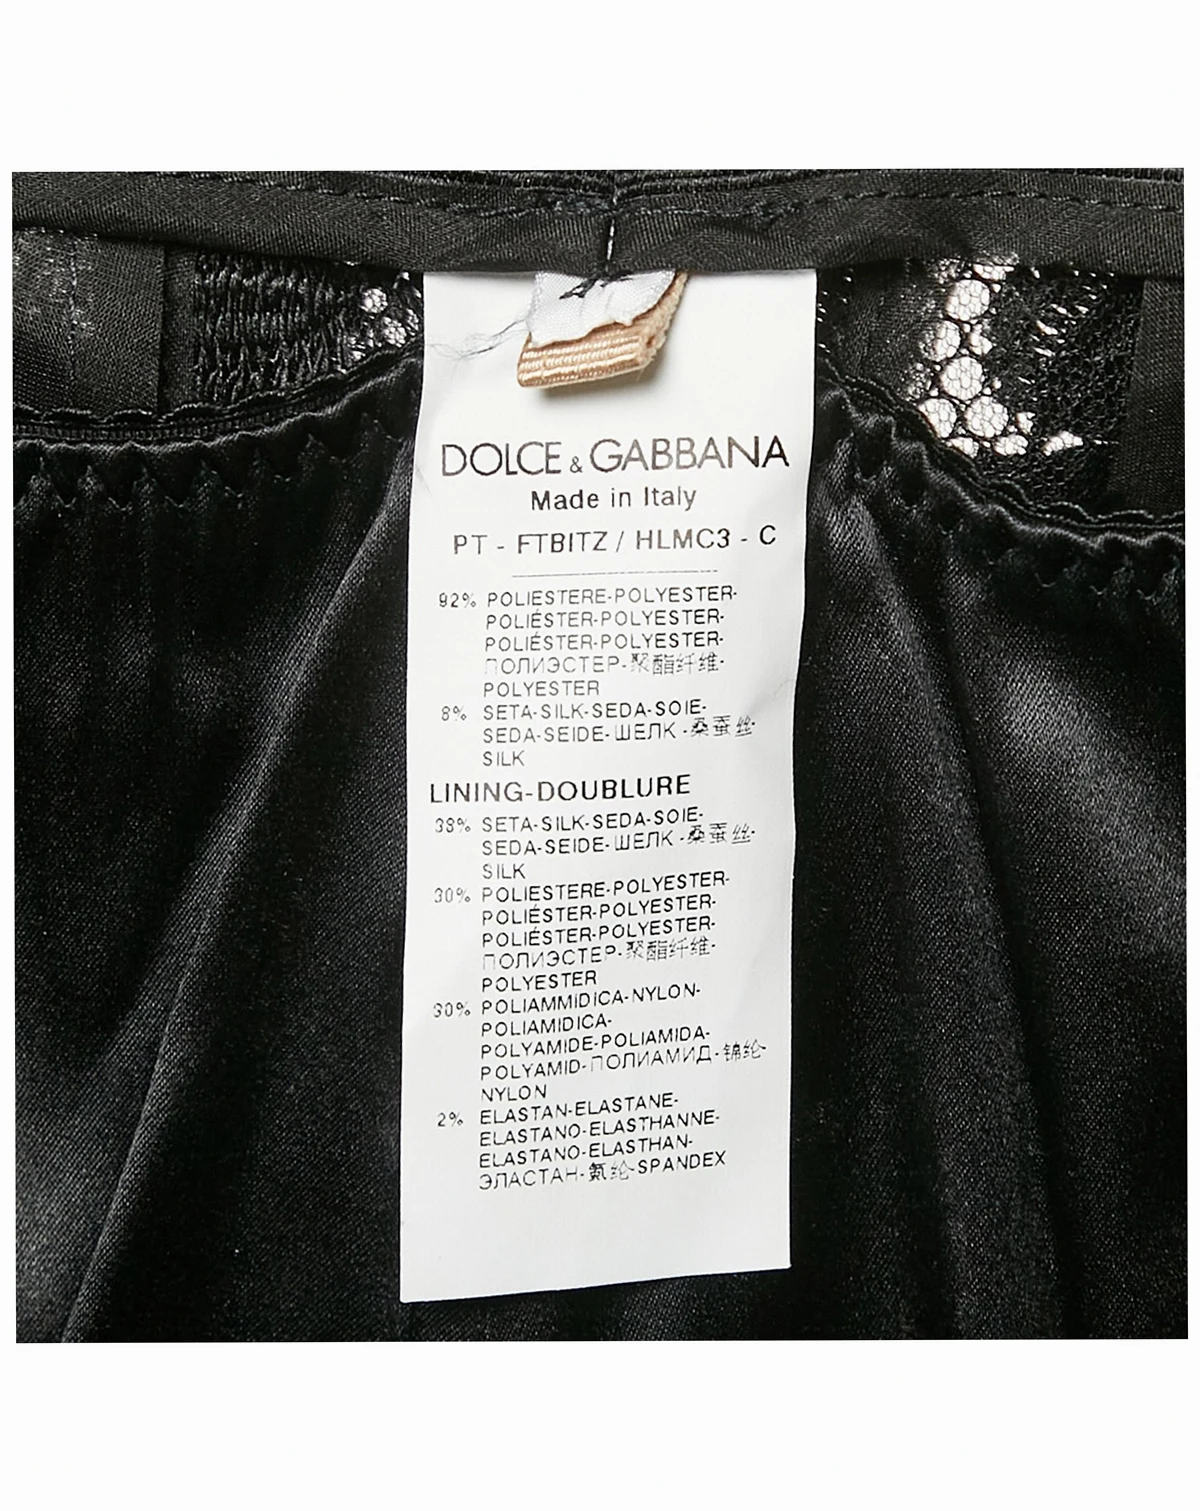 DOLCE & GABBANA
Made in Italy
PT - FTBITZ / HLMC3 - C
92% POLIESTERE-POLYESTER-
POLIÉSTER-POLYESTER-
POLIÉSTER-POLYESTER-
ПОЛИЭСТЕР-聚酯纤维-
POLYESTER
8% SETA-SILK-SEDA-SOIE-
SEDA-SEIDE-ШЕЛК-桑蚕丝-
SILK
LINING-DOUBLURE
38% SETA-SILK-SEDA-SOIE-
SEDA-SEIDE-ШЕЛК-桑蚕丝-
SILK
30% POLIESTERE-POLYESTER-
POLIÉSTER-POLYESTER-
POLIÉSTER-POLYESTER-
ПОЛИЭСТЕР-聚酯纤维-
POLYESTER
30% POLIAMMIDICA-NYLON-
POLIAMIDICA-
POLYAMIDE-POLIAMIDA-
POLYAMID-ПОЛИАМИД-锦纶-
NYLON
2% ELASTAN-ELASTANE-
ELASTANO-ELASTHANNE-
ELASTANO-ELASTHAN-
ЭЛАСТАН-氨纶-SPANDEX